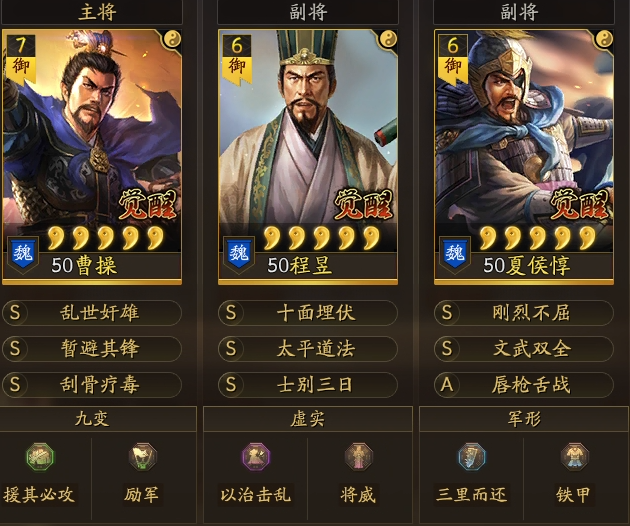 主将
副将
副将
7
御
6
御
6
御
觉醒
觉醒
觉醒
魏
50曹操
魏
50程昱
魏
50夏侯惇
S 乱世奸雄
S 十面埋伏
S 刚烈不屈
S 暂避其锋
S 太平道法
S 文武双全
S 刮骨疗毒
S 士别三日
A 唇枪舌战
九变
虚实
军形
援其必攻
励军
以治击乱
将威
三里而还
铁甲